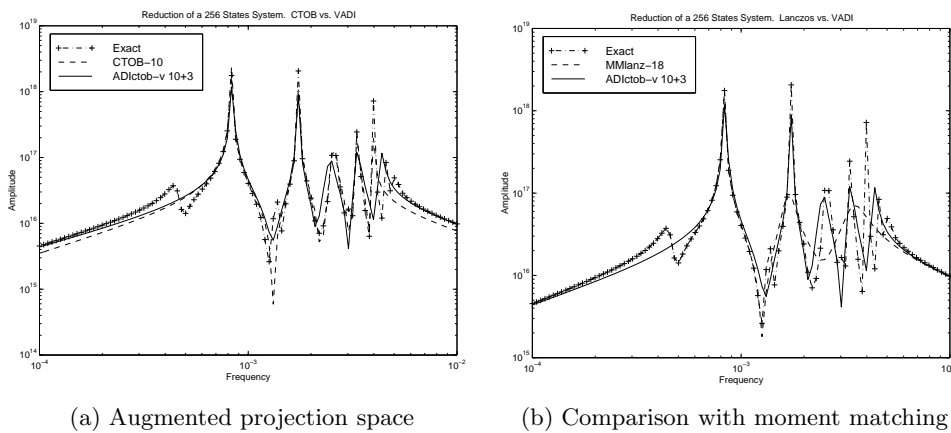 Reduction of a 256 States System. CTOB vs. VADI
10^19
10^18
10^17
10^16
10^15
10^14
Amplitude
Exact
CTOB−10
ADIctob−v 10+3
10^−4
10^−3
10^−2
Frequency
(a) Augmented projection space
Reduction of a 256 States System. Lanczos vs. VADI
10^19
10^18
10^17
10^16
10^15
Amplitude
Exact
MMlanz−18
ADIctob−v 10+3
10^−4
10^−3
Frequency
(b) Comparison with moment matching